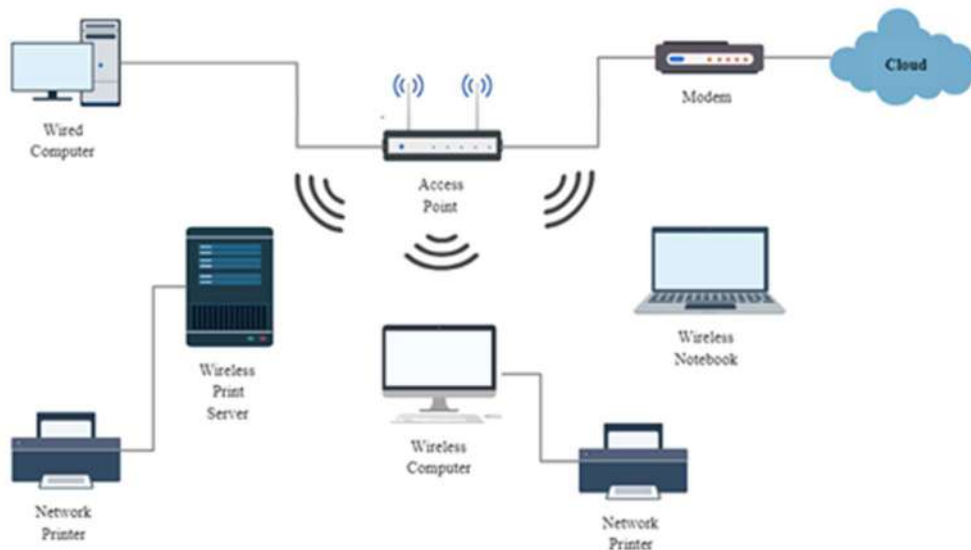 Cloud
Modem
Wired
Computer
Access
Point
Wireless
Notebook
Wireless
Print
Server
Wireless
Computer
Network
Printer
Network
Printer